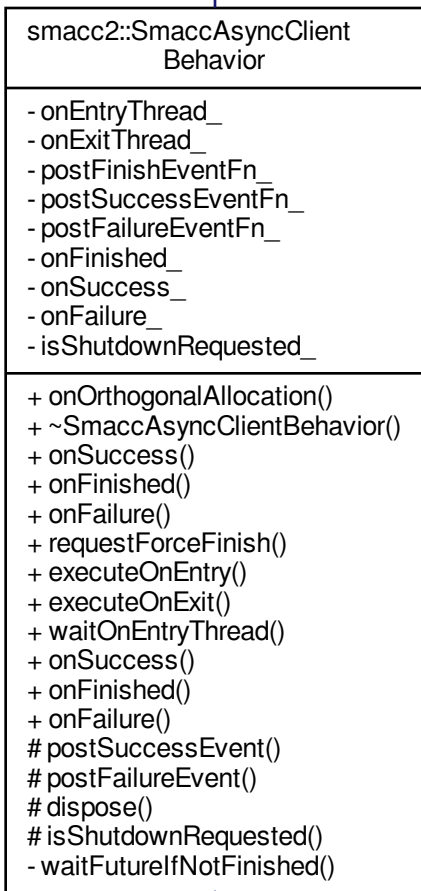 smacc2::SmaccAsyncClient
Behavior
- onEntryThread_
- onExitThread_
- postFinishEventFn_
- postSuccessEventFn_
- postFailureEventFn_
- onFinished_
- onSuccess_
- onFailure_
- isShutdownRequested_
+ onOrthogonalAllocation()
+ ~SmaccAsyncClientBehavior()
+ onSuccess()
+ onFinished()
+ onFailure()
+ requestForceFinish()
+ executeOnEntry()
+ executeOnExit()
+ waitOnEntryThread()
+ onSuccess()
+ onFinished()
+ onFailure()
# postSuccessEvent()
# postFailureEvent()
# dispose()
# isShutdownRequested()
- waitFutureIfNotFinished()